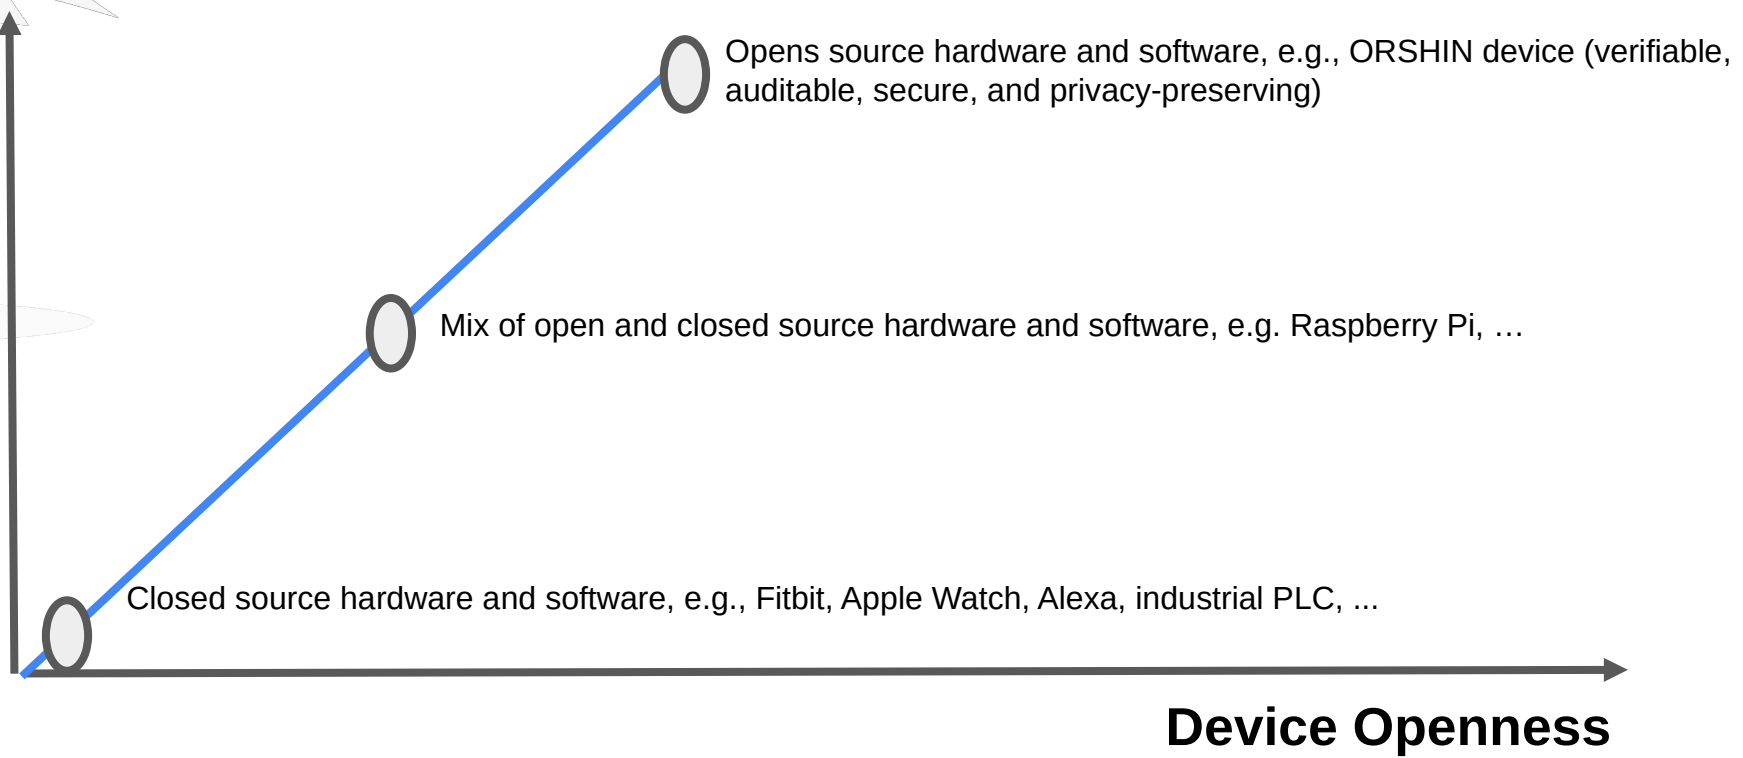 Opens source hardware and software, e.g., ORSHIN device (verifiable,
auditable, secure, and privacy-preserving)
Mix of open and closed source hardware and software, e.g. Raspberry Pi, …
Closed source hardware and software, e.g., Fitbit, Apple Watch, Alexa, industrial PLC, ...
Device Openness